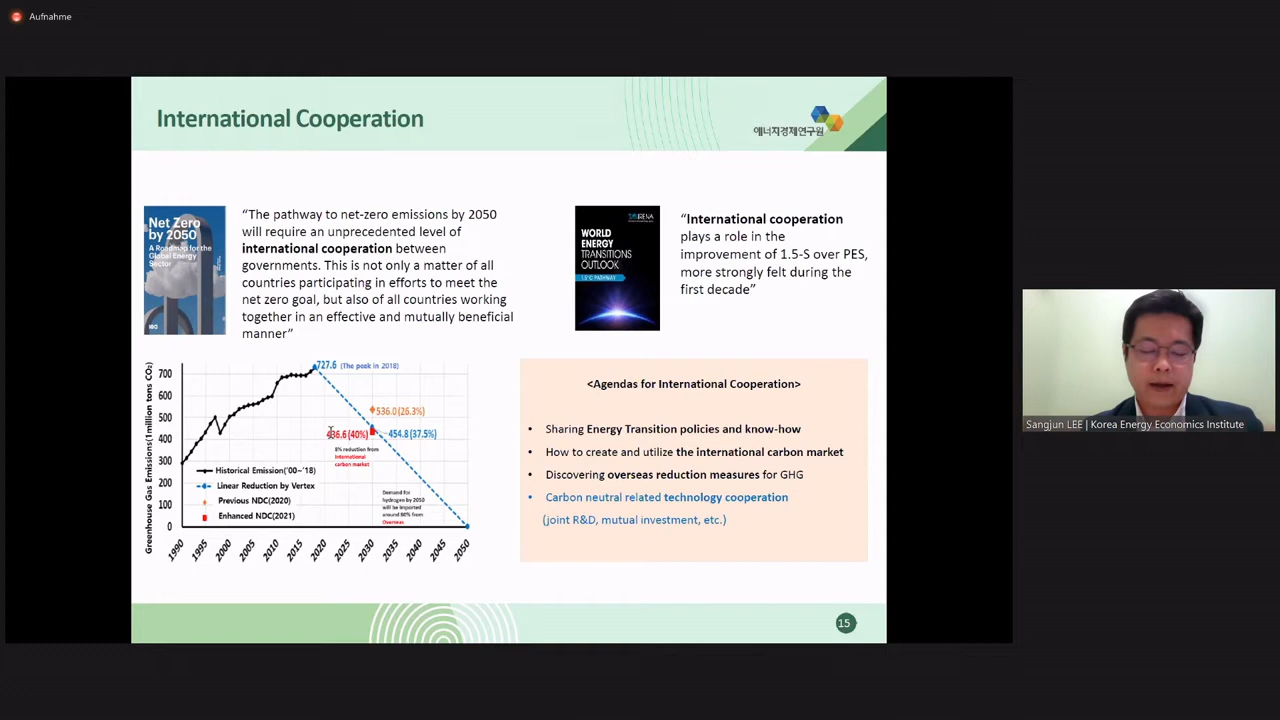 Aufnahme
International Cooperation
에너지경제연구원
Net Zero
by 2050
A Roadmap for the
Global Energy
Sector
“The pathway to net-zero emissions by 2050
will require an unprecedented level of
international cooperation between
governments. This is not only a matter of all
countries participating in efforts to meet the
net zero goal, but also of all countries working
together in an effective and mutually beneficial
manner”
IRENA
WORLD
ENERGY
TRANSITIONS
OUTLOOK
1.5°C PATHWAY
“International cooperation
plays a role in the
improvement of 1.5-S over PES,
more strongly felt during the
first decade”
Greenhouse Gas Emissions(1million tons CO₂)
700
600
500
400
300
200
100
0
727.6 (The peak in 2018)
536.0(26.3%)
436.6(40%)
454.8(37.5%)
8% reduction from
International
carbon market
Historical Emission('00~'18)
Linear Reduction by Vertex
Previous NDC(2020)
Enhanced NDC(2021)
Demand for
hydrogen by 2050
will be imported
around 80% from
Overseas
1990 1995 2000 2005 2010 2015 2020 2025 2030 2035 2040 2045 2050
<Agendas for International Cooperation>
• Sharing Energy Transition policies and know-how
• How to create and utilize the international carbon market
• Discovering overseas reduction measures for GHG
• Carbon neutral related technology cooperation
(joint R&D, mutual investment, etc.)
15
Sangjun LEE | Korea Energy Economics Institute